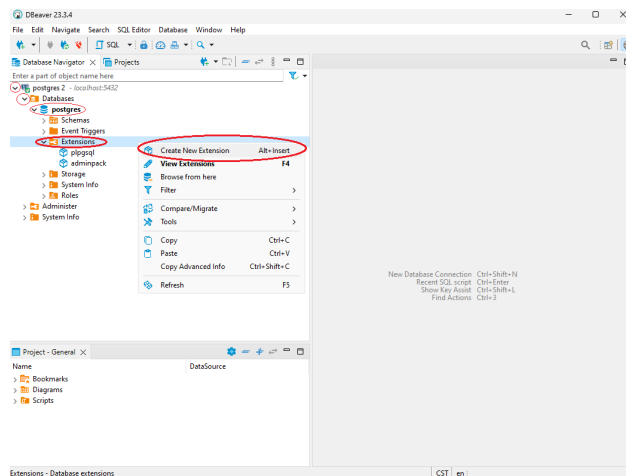 DBeaver 23.3.4
File Edit Navigate Search SQL Editor Database Window Help
SQL
Database Navigator Projects
Enter a part of object name here
postgres 2 - localhost:5432
Databases
postgres
Schemas
Event Triggers
Extensions
plpgsql
adminpack
Storage
System Info
Roles
Administer
System Info
Create New Extension Alt+Insert
View Extensions F4
Browse from here
Filter
Compare/Migrate
Tools
Copy Ctrl+C
Paste Ctrl+V
Copy Advanced Info Ctrl+Shift+C
Refresh F5
New Database Connection Ctrl+Shift+N
Recent SQL script Ctrl+Enter
Show Key Assist Ctrl+Shift+L
Find Actions Ctrl+3
Project - General
Name DataSource
Bookmarks
Diagrams
Scripts
Extensions - Database extensions CST en